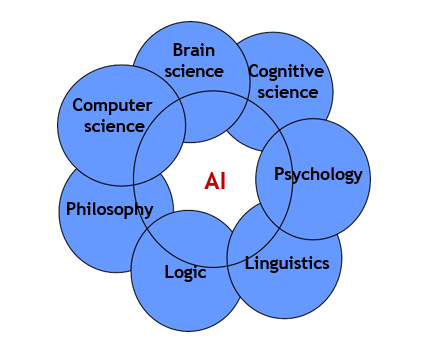 Brain
science
Cognitive
science
Computer
science
Psychology
AI
Philosophy
Linguistics
Logic